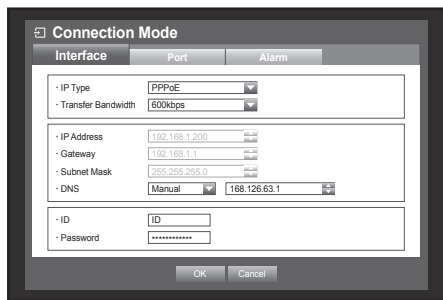 Connection Mode
Interface Port Alarm
· IP Type PPPoE
· Transfer Bandwidth 600kbps
· IP Address 192.168.1.200
· Gateway 192.168.1.1
· Subnet Mask 255.255.255.0
· DNS Manual 168.126.63.1
· ID ID
· Password ************
OK Cancel